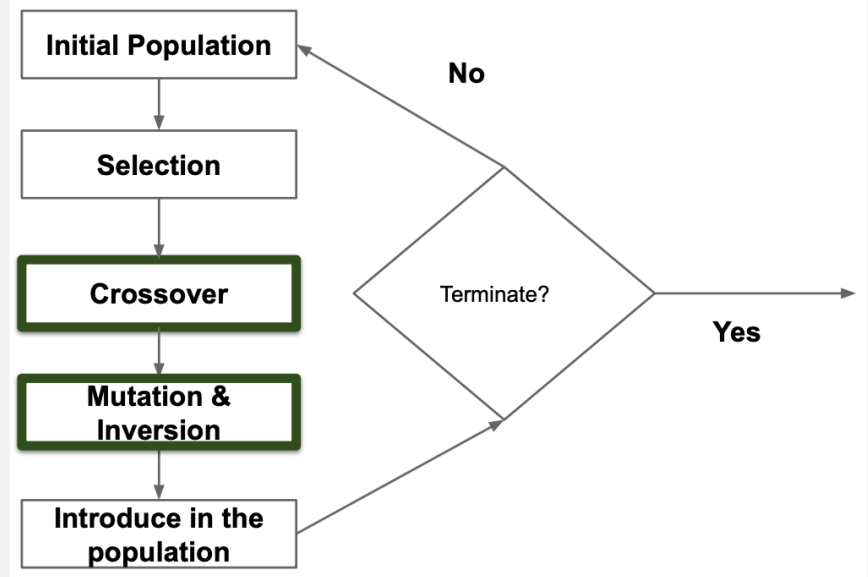 Initial Population
No
Selection
Crossover
Terminate?
Yes
Mutation &
Inversion
Introduce in the
population